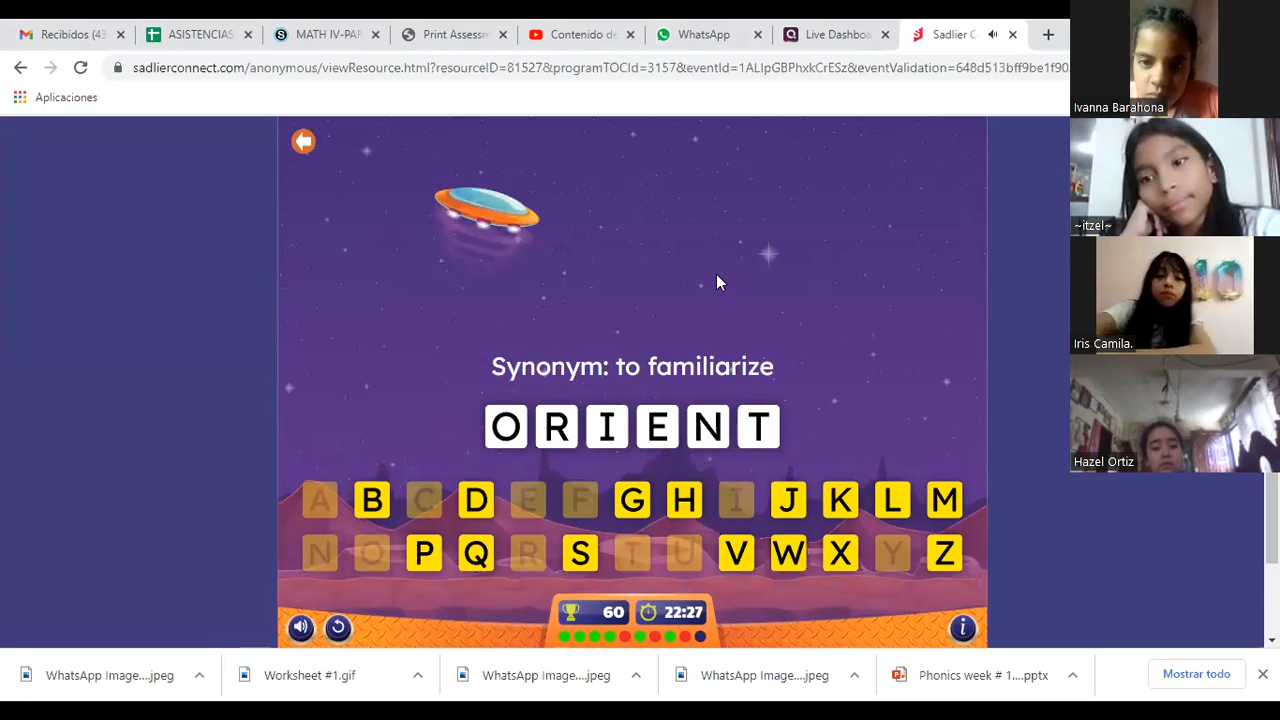 Recibidos (43
ASISTENCIAS
MATH IV-PAR
Print Assessm
Contenido de
WhatsApp
Live Dashboa
Sadlier C
sadlierconnect.com/anonymous/viewResource.html?resourceID=81527&programTOCId=3157&eventId=1ALIpGBPhxkCrESz&eventValidation=648d513bff9be1f90
Aplicaciones
Ivanna Barahona
~itzel~
Iris Camila.
Hazel Ortiz
Synonym: to familiarize
ORIENT
A B C D E F G H I J K L M
N O P Q R S T U V W X Y Z
60 22:27
i
WhatsApp Image....jpeg
Worksheet #1.gif
WhatsApp Image....jpeg
WhatsApp Image....jpeg
Phonics week # 1....pptx
Mostrar todo